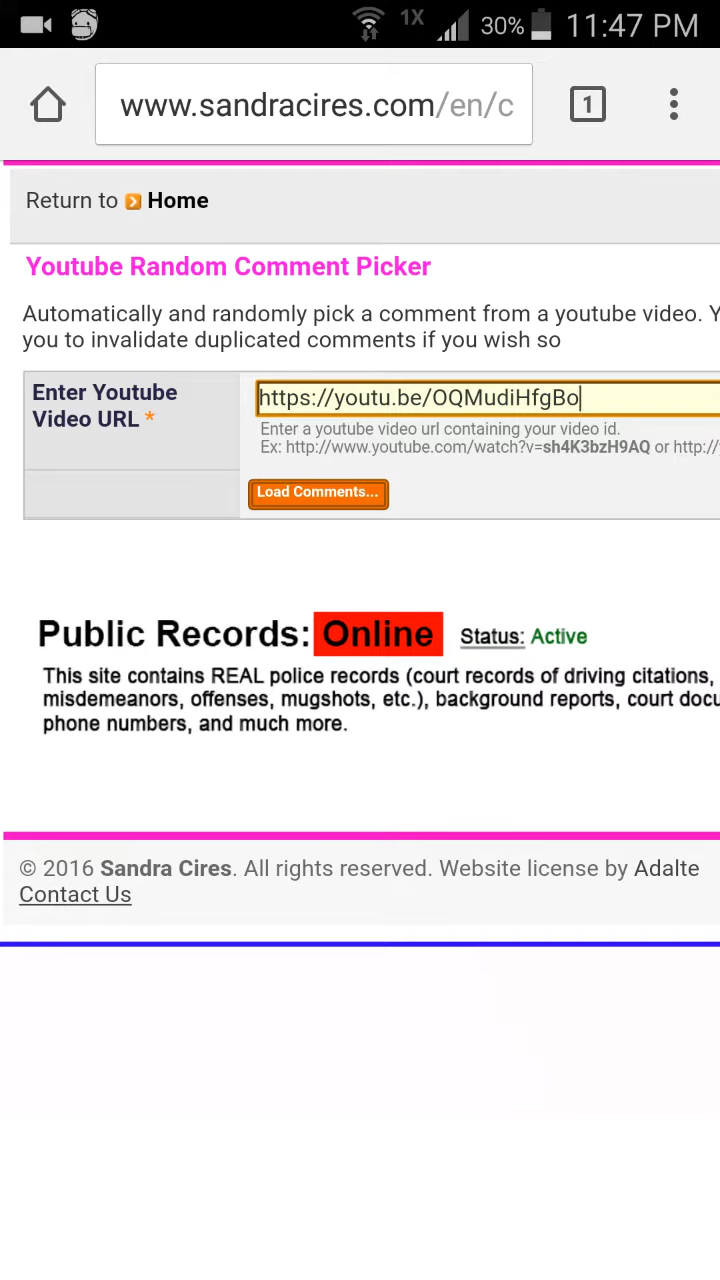 1X 30% 11:47 PM
www.sandracires.com/en/c 1
Return to Home
Youtube Random Comment Picker
Automatically and randomly pick a comment from a youtube video. Y
you to invalidate duplicated comments if you wish so
Enter Youtube
Video URL *
https://youtu.be/OQMudiHfgBo
Enter a youtube video url containing your video id.
Ex: http://www.youtube.com/watch?v=sh4K3bzH9AQ or http://
Load Comments...
Public Records: Online Status: Active
This site contains REAL police records (court records of driving citations,
misdemeanors, offenses, mugshots, etc.), background reports, court docu
phone numbers, and much more.
© 2016 Sandra Cires. All rights reserved. Website license by Adalte
Contact Us